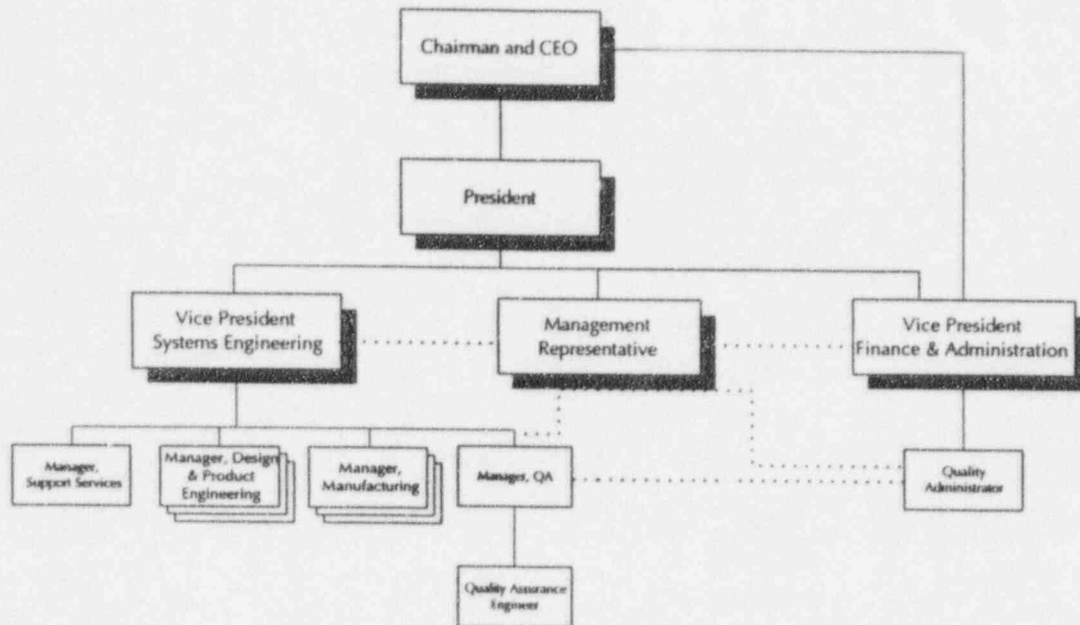 Chairman and CEO
President
Vice President
Systems Engineering
Management
Representative
Vice President
Finance & Administration
Manager,
Support Services
Manager, Design
& Product
Engineering
Manager,
Manufacturing
Manager, QA
Quality
Administrator
Quality Assurance
Engineer